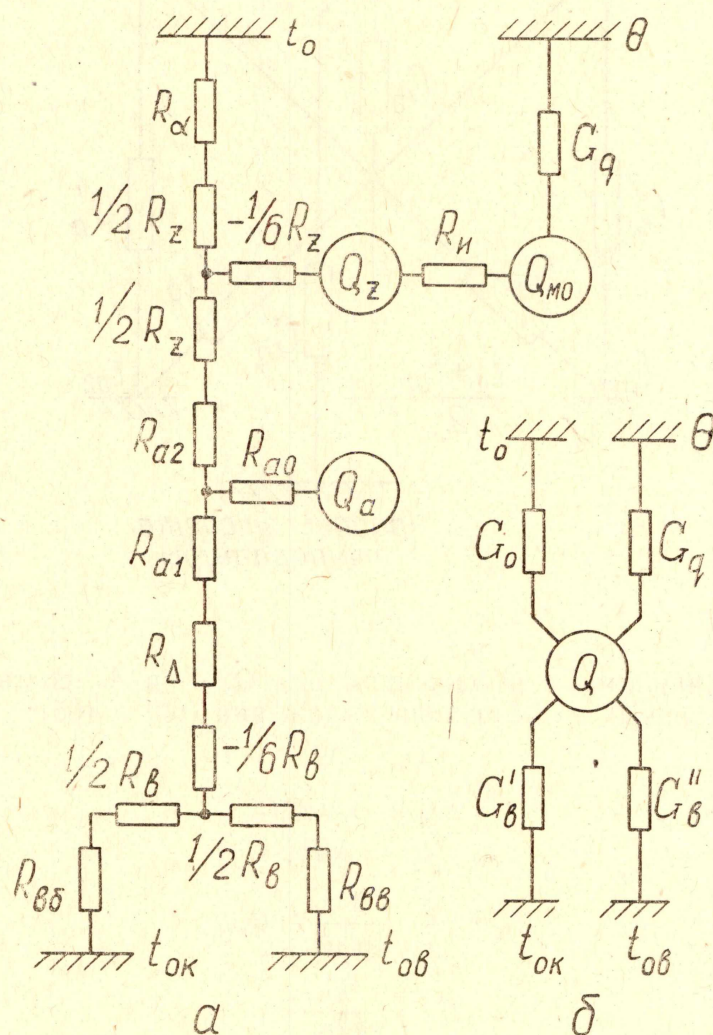 t₀ θ
R_α G_q
½ R_z -⅙ R_z R_и
Q_z Q_мо
½ R_z
R_a2 R_a0 t₀ θ
Q_a
R_a1 G₀ G_q
R_Δ Q
-⅙ R_в
½ R_в G'_в G''_в
½ R_в
R_вб R_вв
t_ок t_ов t_ок t_ов
а б